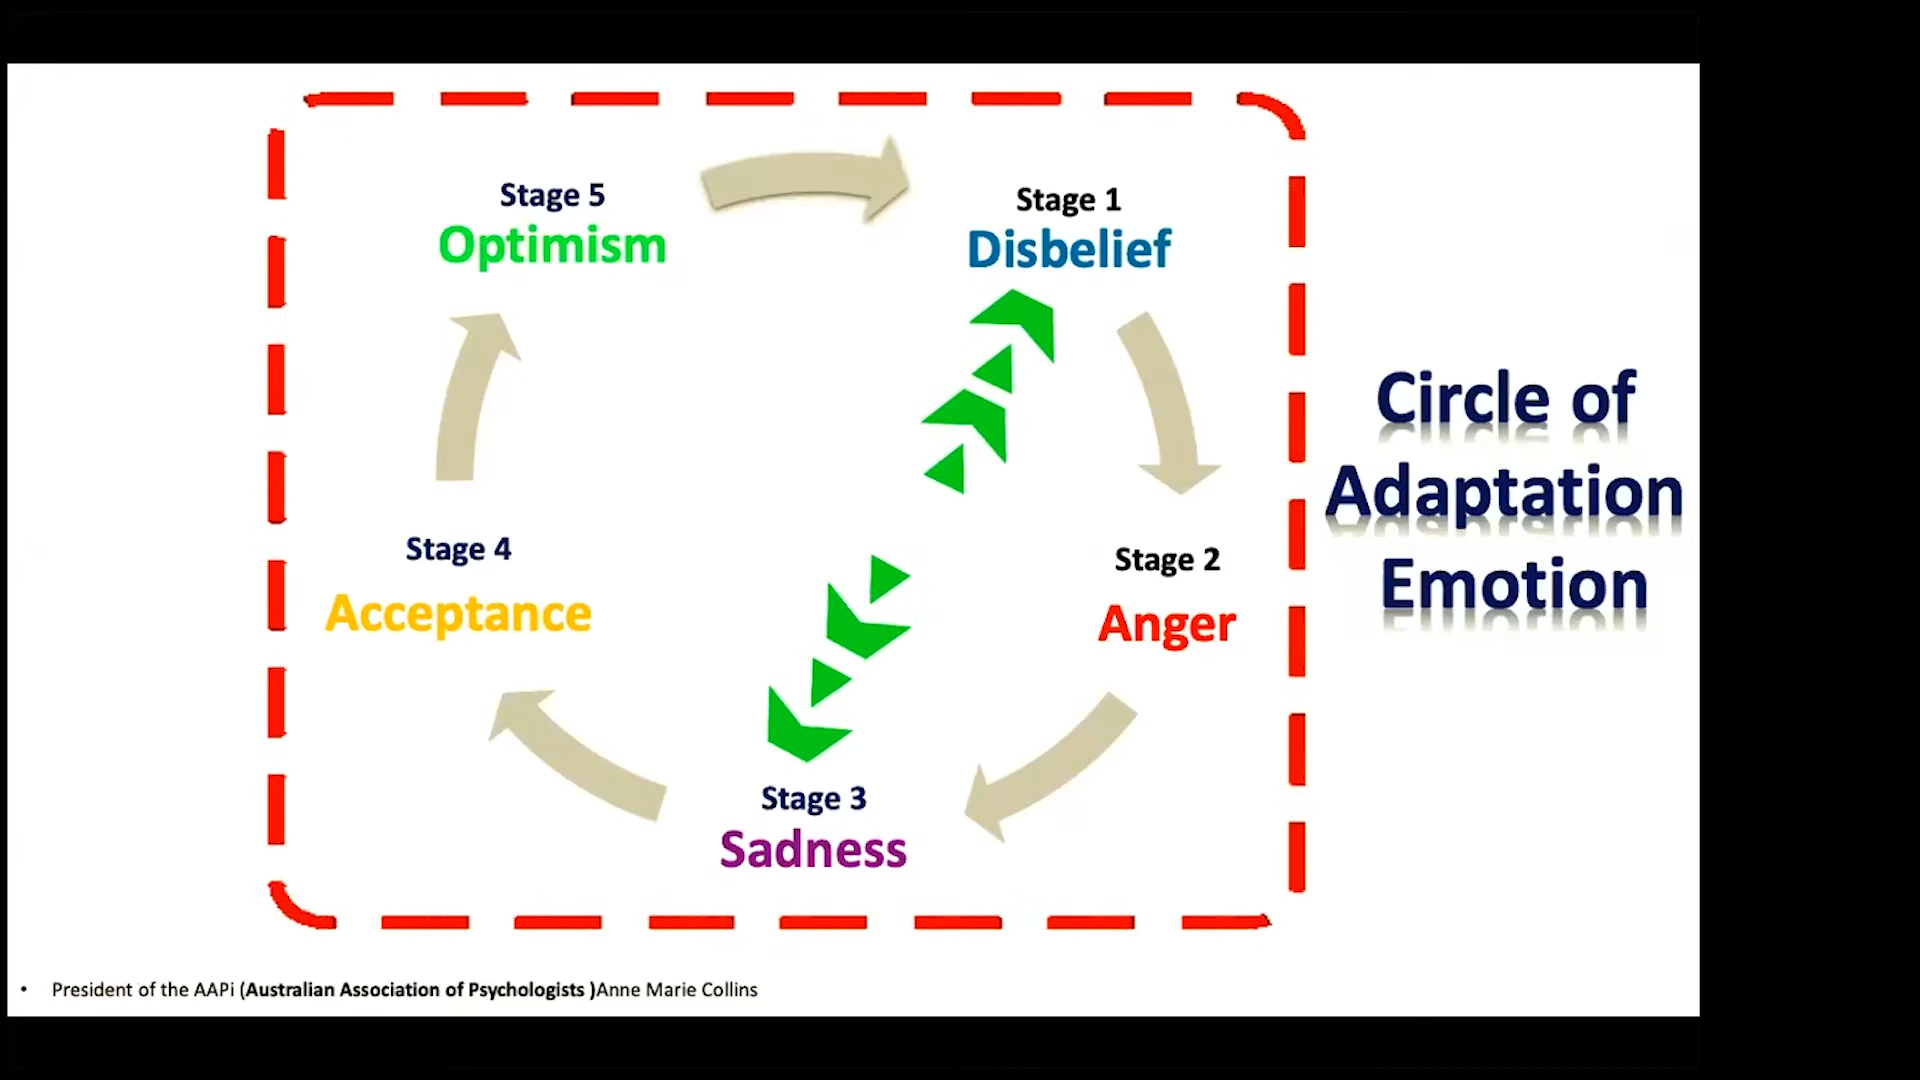 Stage 5
Optimism
Stage 1
Disbelief
Stage 2
Anger
Stage 3
Sadness
Stage 4
Acceptance
Circle of
Adaptation
Emotion
• President of the AAPi (Australian Association of Psychologists )Anne Marie Collins